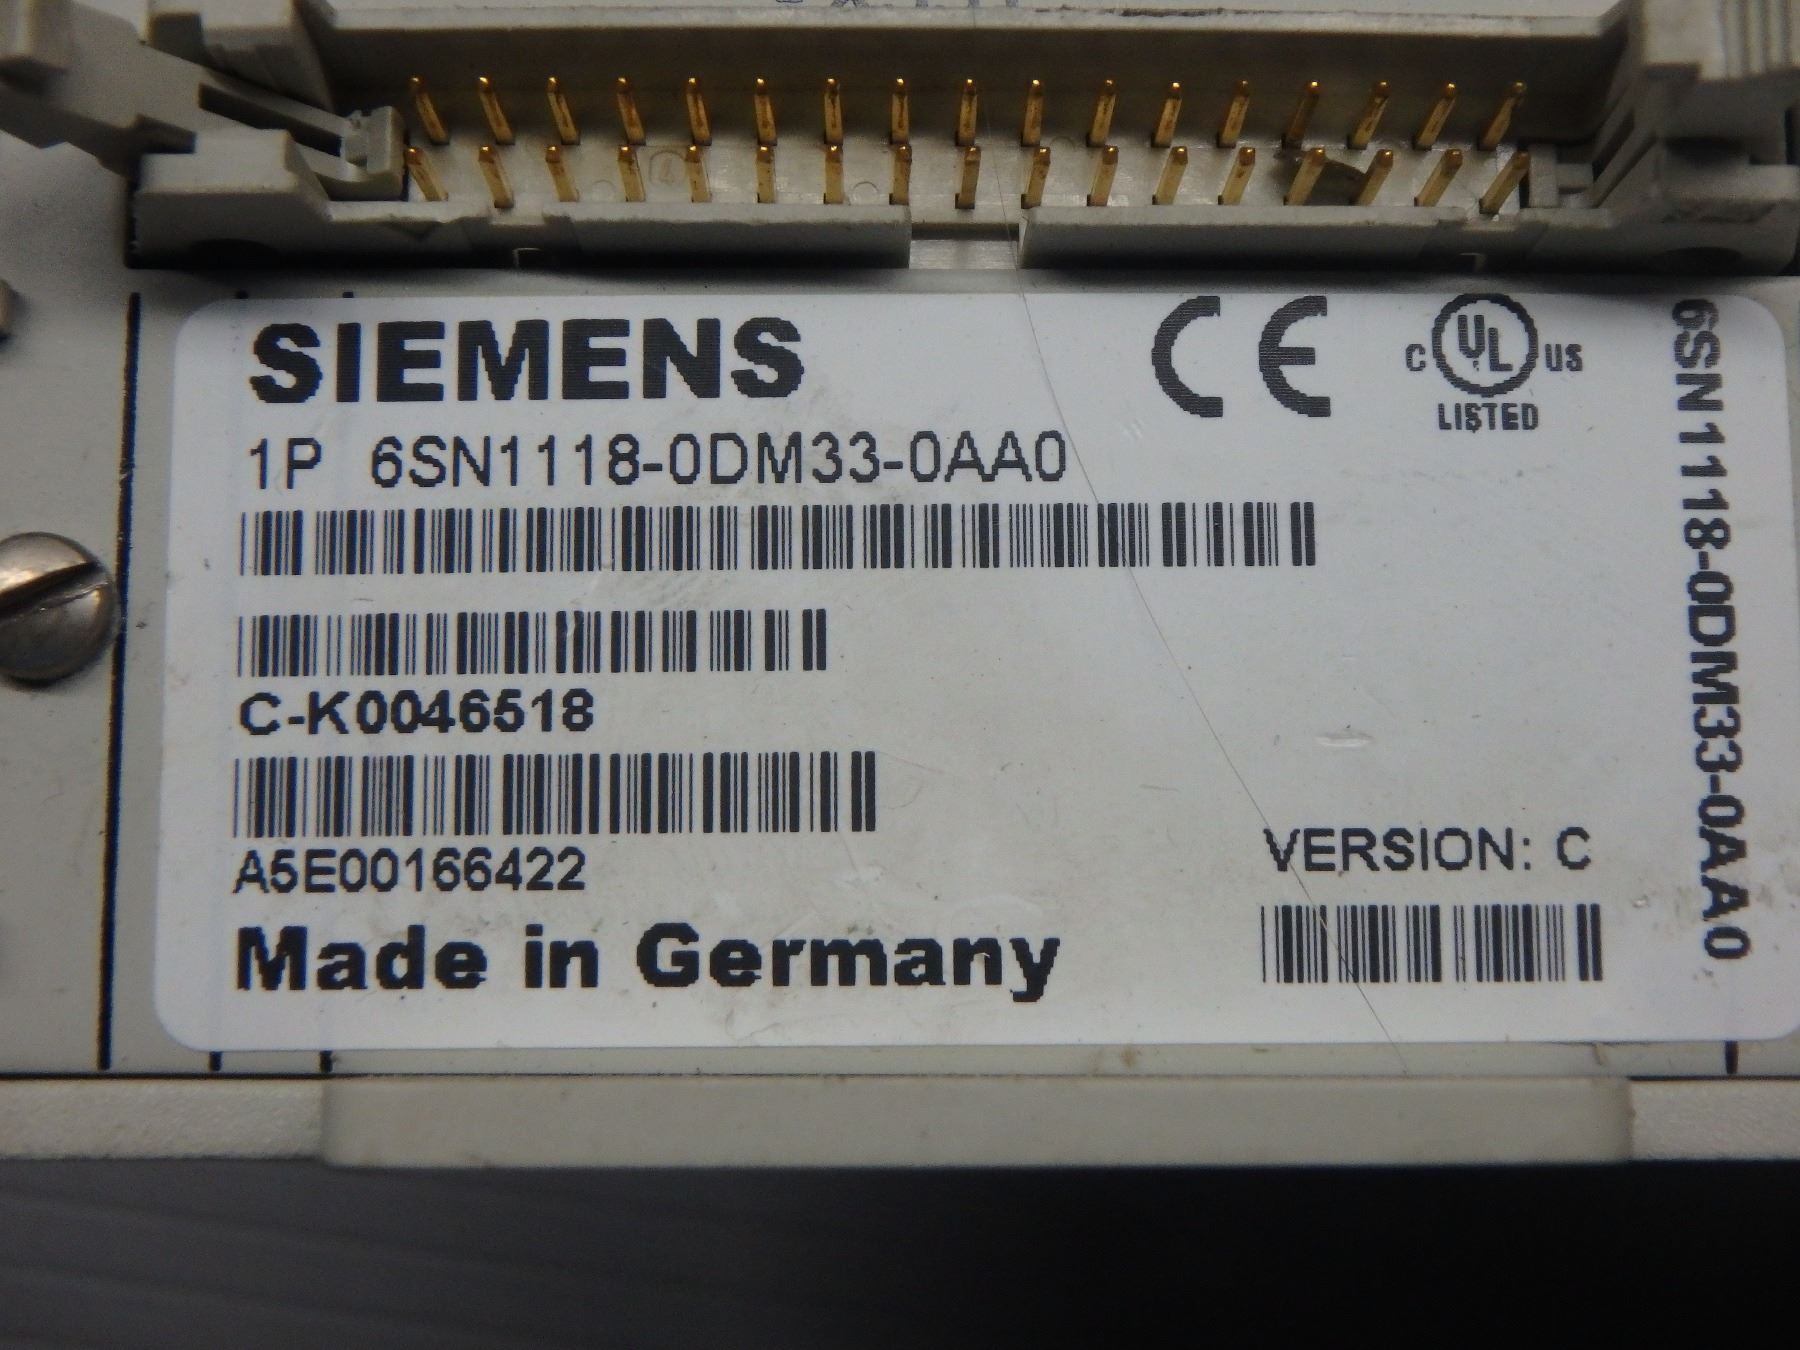 SIEMENS
1P 6SN1118-0DM33-0AA0
C-K0046518
A5E00166422
Made in Germany
CE
C UL US
LISTED
VERSION: C
6SN1118-0DM33-0AA0